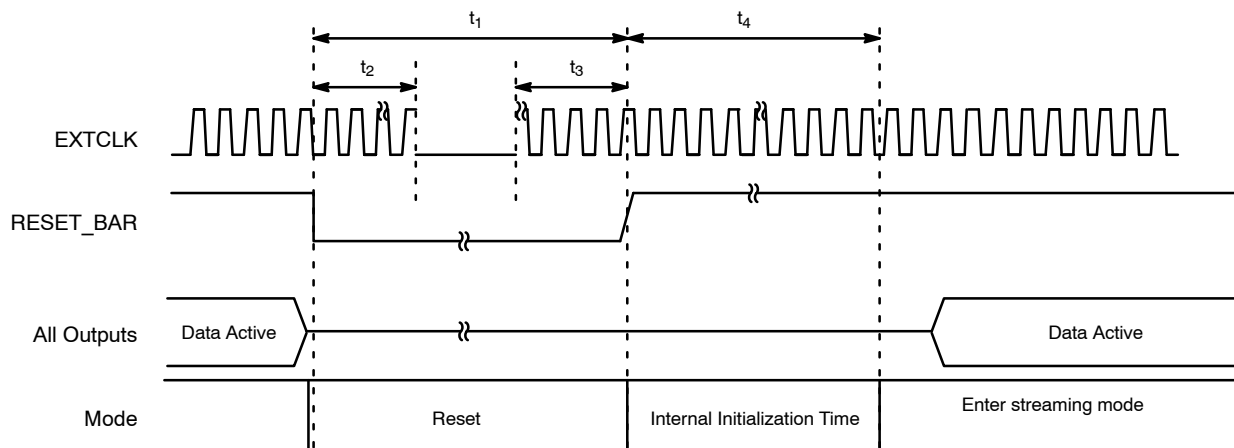 t1
t4
t2
t3
EXTCLK
RESET_BAR
All Outputs
Data Active
Data Active
Mode
Reset
Internal Initialization Time
Enter streaming mode